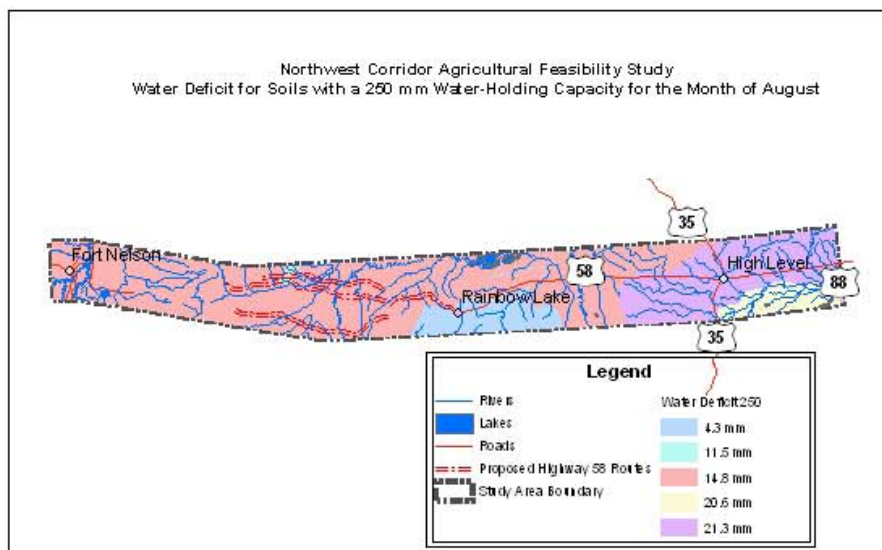 Northwest Corridor Agricultural Feasibility Study
Water Deficit for Soils with a 250 mm Water-Holding Capacity for the Month of August
35
Fort Nelson
58
High Level
88
Rainbow Lake
35
Legend
Rivers
Lakes
Roads
Proposed Highway 58 Routes
Study Area Boundary
Water Deficit 250
4.3 mm
11.5 mm
14.8 mm
20.6 mm
21.3 mm